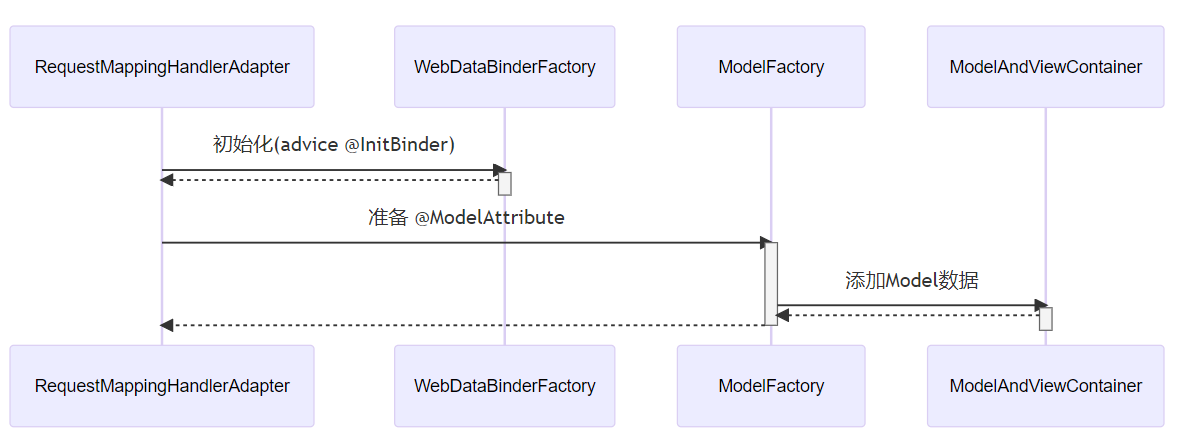 RequestMappingHandlerAdapter
WebDataBinderFactory
ModelFactory
ModelAndViewContainer
初始化(advice @InitBinder)
准备 @ModelAttribute
添加Model数据
RequestMappingHandlerAdapter
WebDataBinderFactory
ModelFactory
ModelAndViewContainer